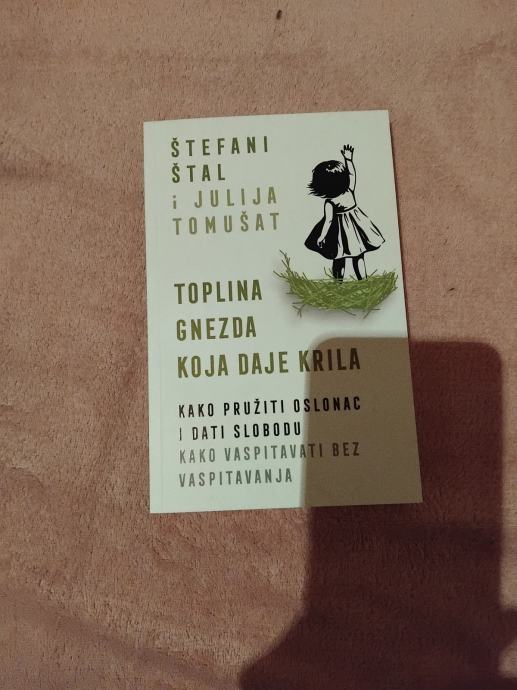 ŠTEFANI
ŠTAL
i JULIJA
TOMUŠAT
TOPLINA
GNEZDA
KOJA DAJE KRILA
KAKO PRUŽITI OSLONAC
I DATI SLOBODU
KAKO VASPITAVATI BEZ
VASPITAVANJA